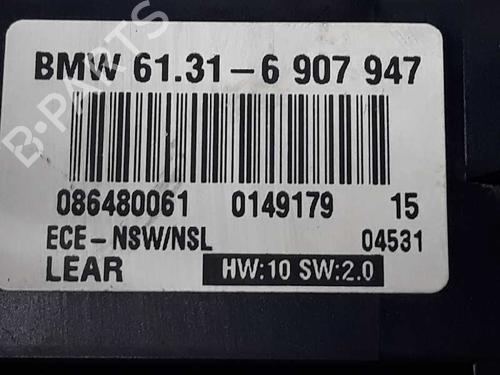 BMW 61.31-6 907 947
086480061 0149179 15
ECE-NSW/NSL 04531
LEAR HW:10 SW:2.0
B-PARTS